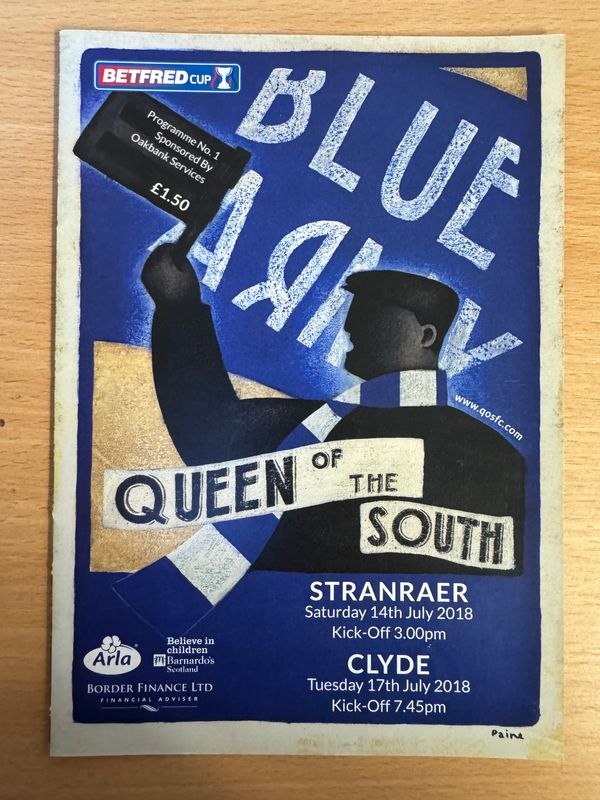 BETFRED CUP
Programme No. 1
Sponsored By
Oakbank Services
£1.50
BLUE
ARMY
www.qosfc.com
QUEEN OF THE
SOUTH
STRANRAER
Saturday 14th July 2018
Kick-Off 3.00pm
CLYDE
Tuesday 17th July 2018
Kick-Off 7.45pm
Arla
Believe in
children
Barnardo's
Scotland
BORDER FINANCE LTD
FINANCIAL ADVISER
Paine